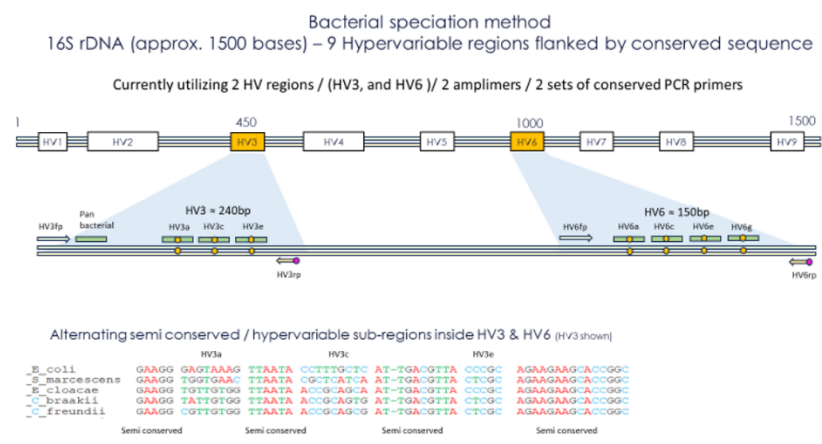 Bacterial speciation method
16S rDNA (approx. 1500 bases) – 9 Hypervariable regions flanked by conserved sequence
Currently utilizing 2 HV regions / (HV3, and HV6 )/ 2 amplimers / 2 sets of conserved PCR primers
1 450 1000 1500
HV1 HV2 HV3 HV4 HV5 HV6 HV7 HV8 HV9
HV3 = 240bp HV6 = 150bp
HV3fp Pan bacterial HV3a HV3c HV3e HV6fp HV6a HV6c HV6e HV6g
HV3rp HV6rp
Alternating semi conserved / hypervariable sub-regions inside HV3 & HV6 (HV3 shown)
HV3a HV3c HV3e
_E_coli GAAGG GAGTAAAG TTAATA CCTTTGCTC AT-TGACGTTA CCCGC AGAAGAAGCACCGGC
_S_marcescens GAAGG TGGTGAAC TTAATA CGCTCATCA AT-TGACGTTA CTCGC AGAAGAAGCACCGGC
_E_cloacae GAAGG TGTTGTGG TTAATA ACCGCAGCA AT-TGACGTTA CCCGC AGAAGAAGCACCGGC
_C_braakii GAAGG TATTGTGG TTAATA ACCGCAGTG AT-TGACGTTA CTCGC AGAAGAAGCACCGGC
_C_freundii GAAGG CGTTGTGG TTAATA ACCGCAGCG AT-TGACGTTA CTCGC AGAAGAAGCACCGGC
Semi conserved Semi conserved Semi conserved Semi conserved